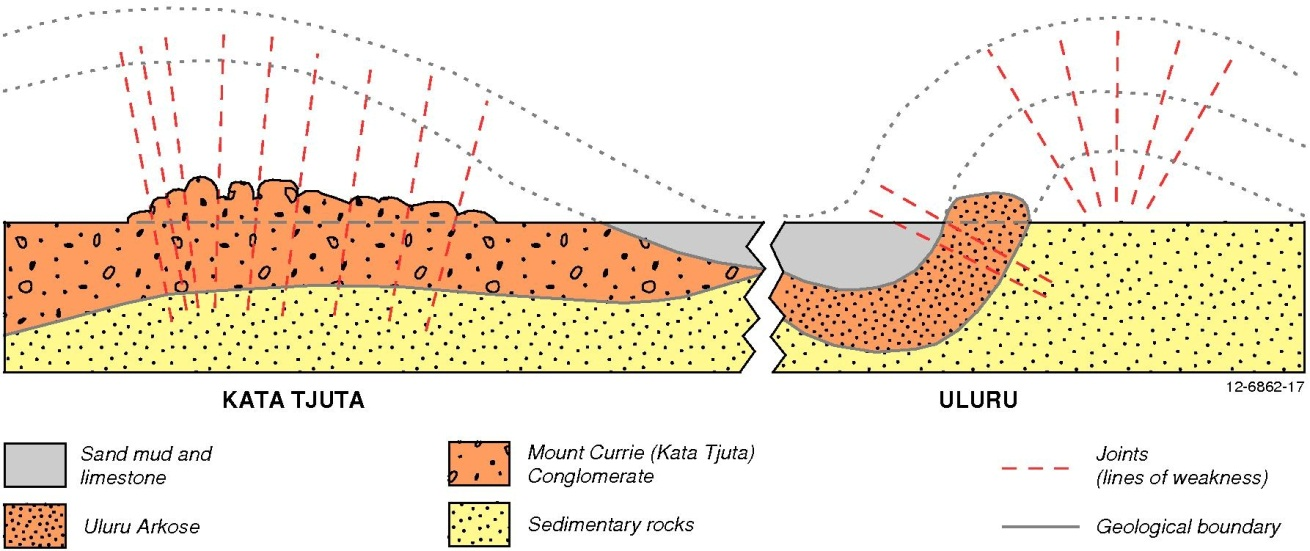 KATA TJUTA
ULURU
12-6862-17
Sand mud and
limestone
Uluru Arkose
Mount Currie (Kata Tjuta)
Conglomerate
Sedimentary rocks
Joints
(lines of weakness)
Geological boundary